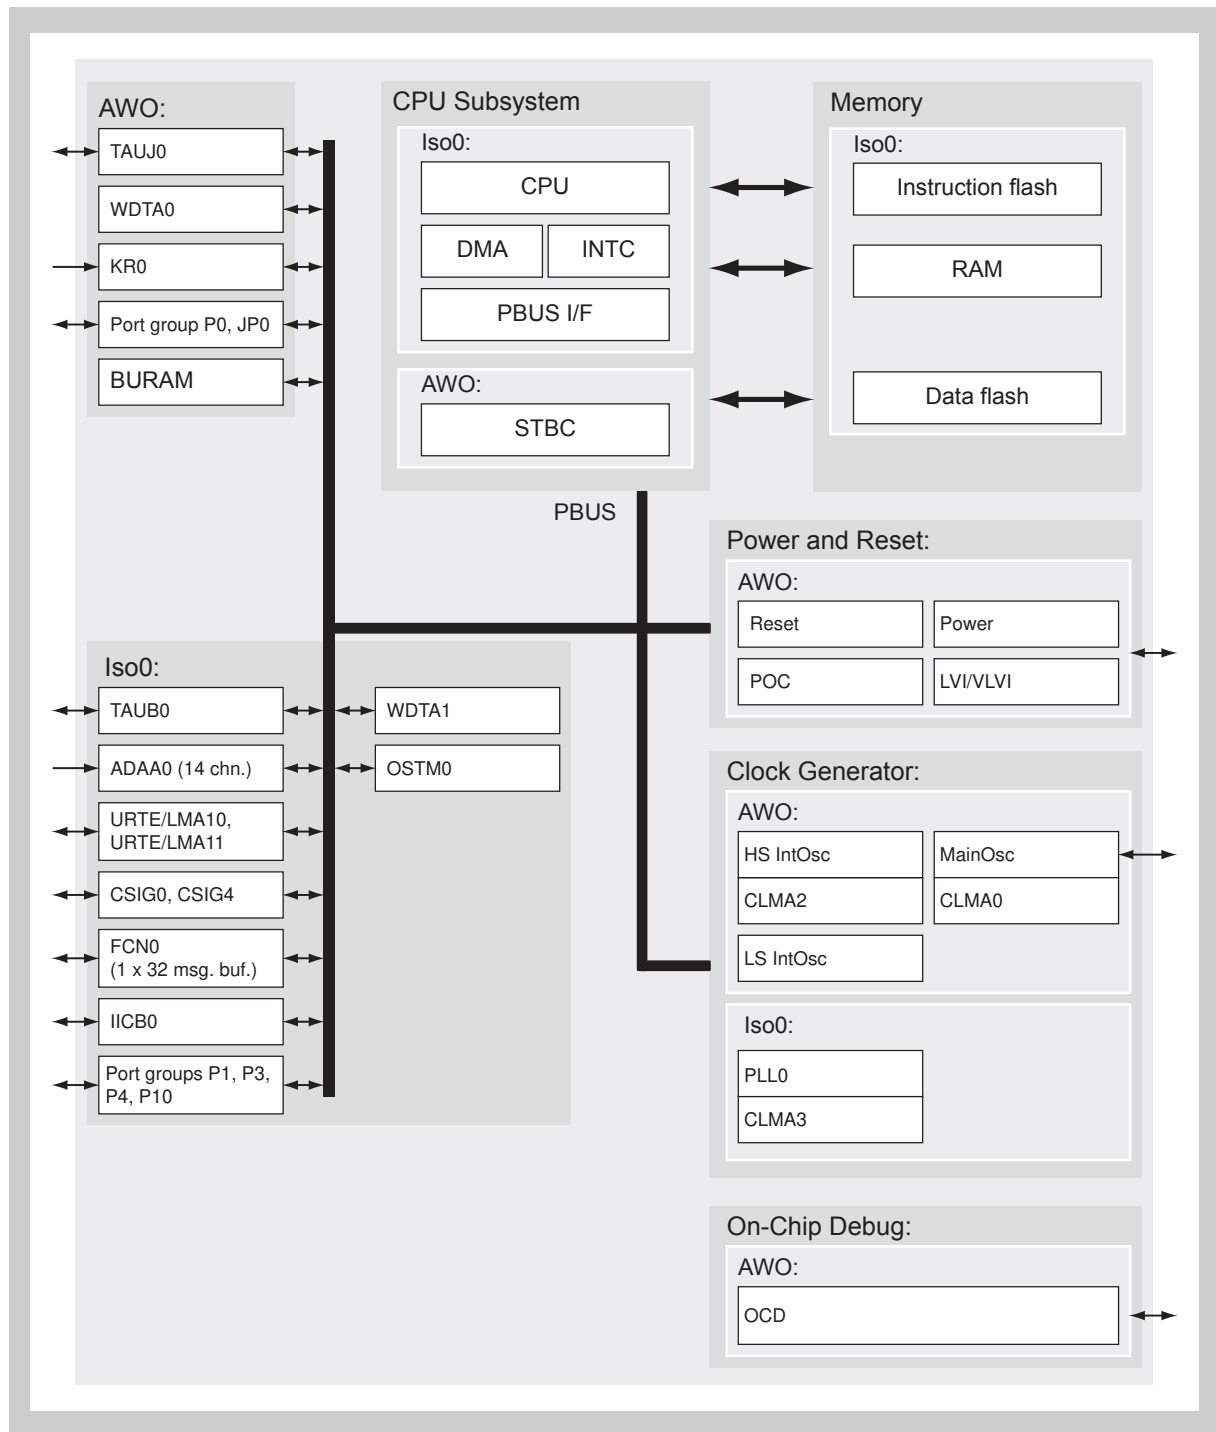 AWO:
TAUJ0
WDTA0
KR0
Port group P0, JP0
BURAM
CPU Subsystem
Iso0:
CPU
DMA
INTC
PBUS I/F
AWO:
STBC
Memory
Iso0:
Instruction flash
RAM
Data flash
PBUS
Power and Reset:
AWO:
Reset
Power
POC
LVI/VLVI
Iso0:
TAUB0
WDTA1
ADAA0 (14 chn.)
OSTM0
URTE/LMA10,
URTE/LMA11
CSIG0, CSIG4
FCN0
(1 x 32 msg. buf.)
IICB0
Port groups P1, P3,
P4, P10
Clock Generator:
AWO:
HS IntOsc
MainOsc
CLMA2
CLMA0
LS IntOsc
Iso0:
PLL0
CLMA3
On-Chip Debug:
AWO:
OCD